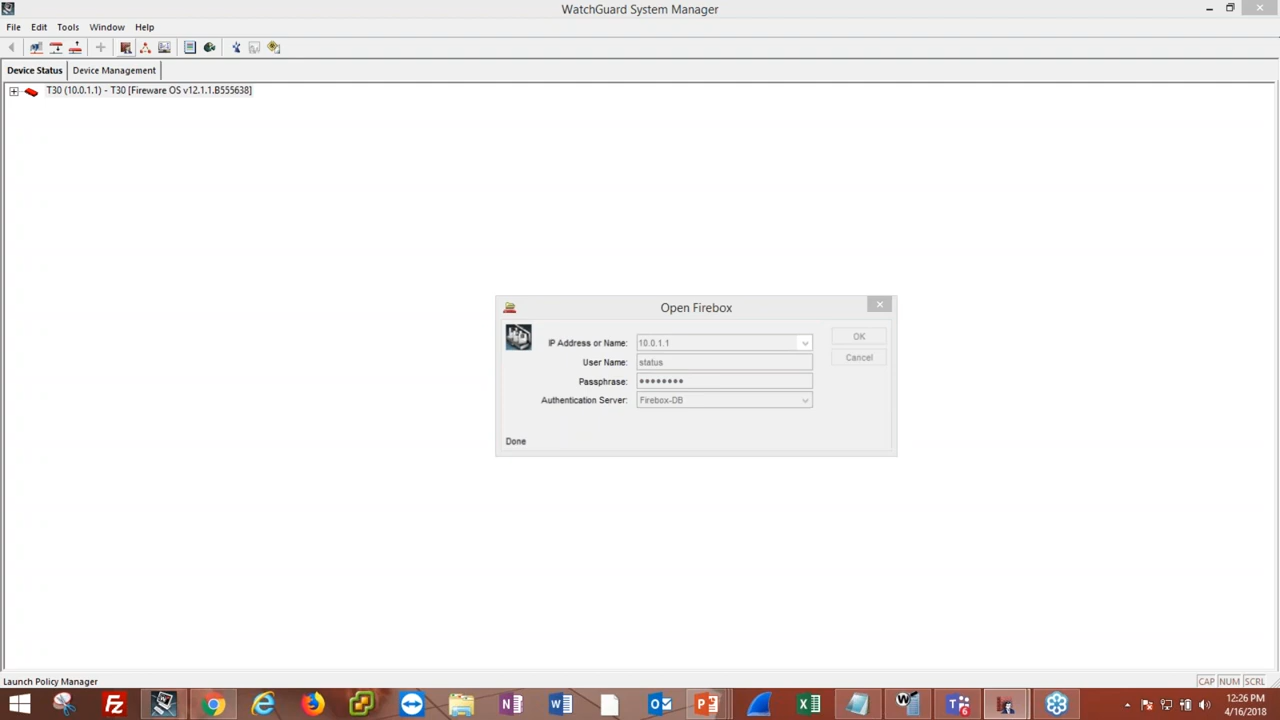 WatchGuard System Manager
File Edit Tools Window Help
Device Status Device Management
T30 (10.0.1.1) - T30 [Fireware OS v12.1.1.B555638]
Open Firebox
IP Address or Name: 10.0.1.1 OK
User Name: status Cancel
Passphrase: ••••••••
Authentication Server: Firebox-DB
Done
Launch Policy Manager CAP NUM SCRL
12:26 PM
4/16/2018